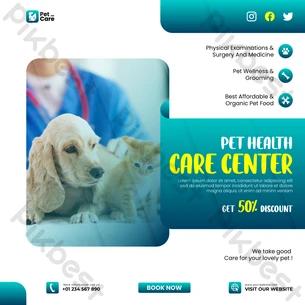 Pet
Care
Physical Examinations &
Surgery And Medicine
Pet Wellness &
Grooming
Best Affordable &
Organic Pet Food
PET HEALTH
CARE CENTER
GET 50% DISCOUNT
We take good
Care for your lovely pet !
+01 234 567 890
BOOK NOW
VISIT OUR WEBSITE
pikbest